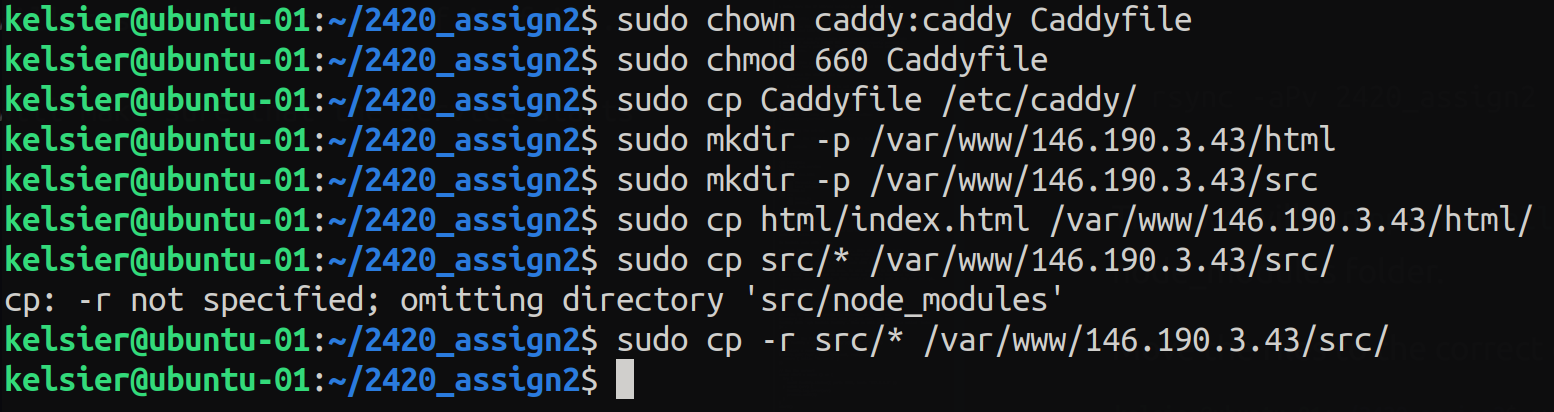 kelsier@ubuntu-01:~/2420_assign2$ sudo chown caddy:caddy Caddyfile
kelsier@ubuntu-01:~/2420_assign2$ sudo chmod 660 Caddyfile
kelsier@ubuntu-01:~/2420_assign2$ sudo cp Caddyfile /etc/caddy/
kelsier@ubuntu-01:~/2420_assign2$ sudo mkdir -p /var/www/146.190.3.43/html
kelsier@ubuntu-01:~/2420_assign2$ sudo mkdir -p /var/www/146.190.3.43/src
kelsier@ubuntu-01:~/2420_assign2$ sudo cp html/index.html /var/www/146.190.3.43/html/
kelsier@ubuntu-01:~/2420_assign2$ sudo cp src/* /var/www/146.190.3.43/src/
cp: -r not specified; omitting directory 'src/node_modules'
kelsier@ubuntu-01:~/2420_assign2$ sudo cp -r src/* /var/www/146.190.3.43/src/
kelsier@ubuntu-01:~/2420_assign2$